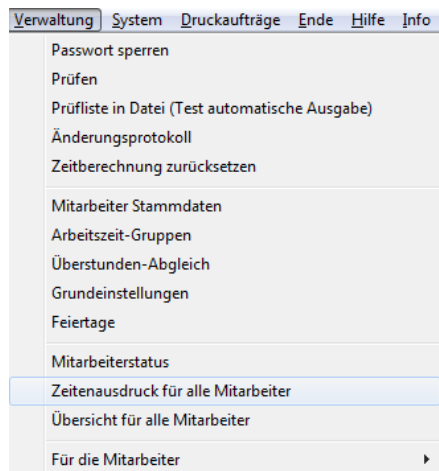 Verwaltung System Druckaufträge Ende Hilfe Info
Passwort sperren
Prüfen
Prüfliste in Datei (Test automatische Ausgabe)
Änderungsprotokoll
Zeitberechnung zurücksetzen
Mitarbeiter Stammdaten
Arbeitszeit-Gruppen
Überstunden-Abgleich
Grundeinstellungen
Feiertage
Mitarbeiterstatus
Zeitenausdruck für alle Mitarbeiter
Übersicht für alle Mitarbeiter
Für die Mitarbeiter